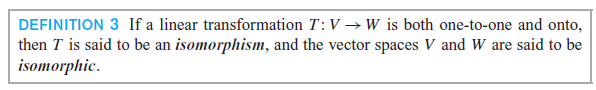 DEFINITION 3 If a linear transformation T: V → W is both one-to-one and onto,
then T is said to be an isomorphism, and the vector spaces V and W are said to be
isomorphic.